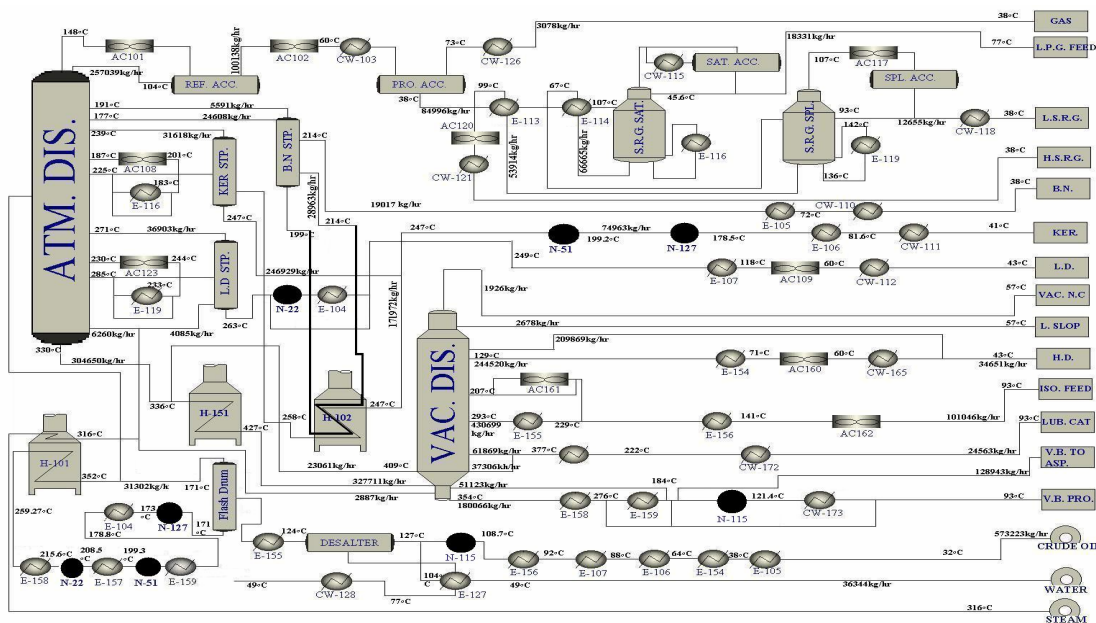 148°C
AC101
257039kg/hr
104°C
REF. ACC.
100138kg/hr
AC102
60°C
CW-103
PRO. ACC.
73°C
CW-126
3078kg/hr
38°C
GAS
18331kg/hr
77°C
L.P.G. FEED
CW-115
SAT. ACC.
107°C
AC117
SPL. ACC.
38°C
84996kg/hr
99°C
E-113
67°C
E-114
107°C
45.6°C
S.R.G. SAT.
E-116
66665kg/hr
S.R.G. SPL.
93°C
142°C
E-119
136°C
12655kg/hr
CW-118
38°C
L.S.R.G.
AC120
CW-121
53914kg/hr
38°C
H.S.R.G.
ATM. DIS.
191°C
5591kg/hr
177°C
24608kg/hr
B.N STP.
214°C
239°C
31618kg/hr
KER STP.
187°C
201°C
AC108
225°C
183°C
E-116
28963kg/hr
214°C
199°C
19017 kg/hr
E-105
72°C
CW-110
38°C
B.N.
247°C
247°C
N-51
199.2°C
74963kg/hr
N-127
178.5°C
E-106
81.6°C
CW-111
41°C
KER.
271°C
36903kg/hr
L.D STP.
230°C
244°C
AC123
285°C
233°C
E-119
246929kg/hr
249°C
E-107
118°C
AC109
60°C
CW-112
43°C
L.D.
263°C
N-22
E-104
171972kg/hr
1926kg/hr
57°C
VAC. N.C
6260kg/hr
4085kg/hr
330°C
304650kg/hr
2678kg/hr
57°C
L. SLOP
209869kg/hr
VAC. DIS.
129°C
244520kg/hr
E-154
71°C
AC160
60°C
CW-165
43°C
34651kg/hr
H.D.
207°C
AC161
336°C
H-151
427°C
258°C
H-102
247°C
293°C
430699
kg/hr
E-155
229°C
E-156
141°C
AC162
93°C
101046kg/hr
ISO. FEED
93°C
LUB. CAT
316°C
H-101
352°C
61869kg/hr
377°C
222°C
CW-172
24563kg/hr
23061kg/hr
409°C
37306kh/hr
128943kg/hr
V.B. TO
ASP.
31302kg/hr
171°C
Flash Drum
327711kg/hr
2887kg/hr
51123kg/hr
354°C
180066kg/hr
E-158
276°C
E-159
184°C
N-115
121.4°C
CW-173
93°C
V.B. PRO.
259.27°C
E-104
173.
°C
N-127
178.8°C
171
°C
E-155
124°C
DESALTER
127°C
N-115
108.7°C
E-156
92°C
E-107
88°C
E-106
64°C
E-154
38°C
E-105
32°C
573223kg/hr
CRUDE OIL
E-158
215.6°C
N-22
208.5
°C
E-157
199.3
°C
N-51
E-159
49°C
CW-128
77°C
104°
°C
E-127
49°C
36344kg/hr
WATER
316°C
STEAM